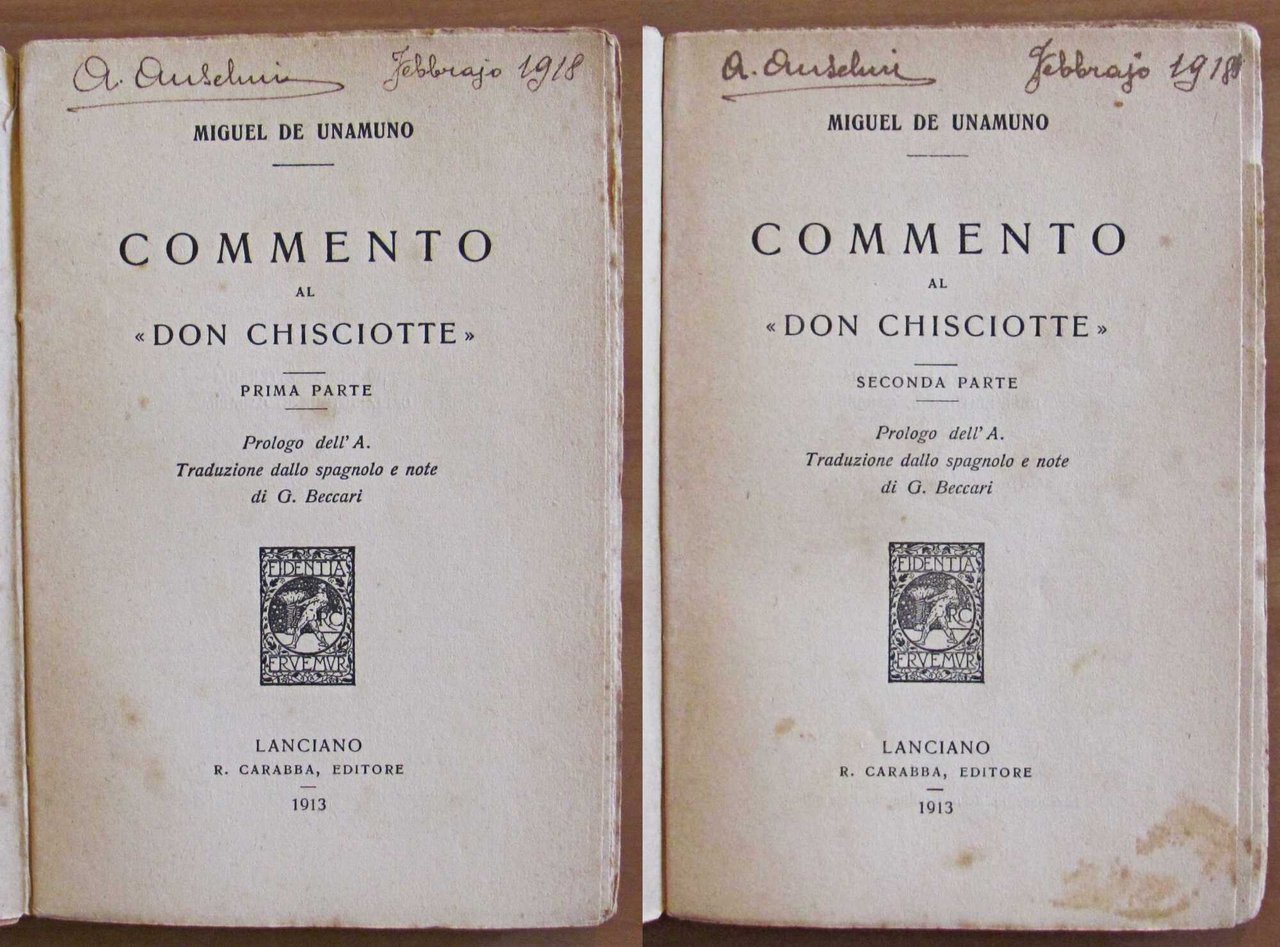 A. Anselmi Febbrajo 1918
MIGUEL DE UNAMUNO
COMMENTO
AL
« DON CHISCIOTTE »
PRIMA PARTE
Prologo dell' A.
Traduzione dallo spagnolo e note
di G. Beccari
FIDENTIA
RC
ERVEMVR
LANCIANO
R. CARABBA, EDITORE
1913
A. Anselmi Febbrajo 1918
MIGUEL DE UNAMUNO
COMMENTO
AL
« DON CHISCIOTTE »
SECONDA PARTE
Prologo dell' A.
Traduzione dallo spagnolo e note
di G. Beccari
FIDENTIA
RC
ERVEMVR
LANCIANO
R. CARABBA, EDITORE
1913